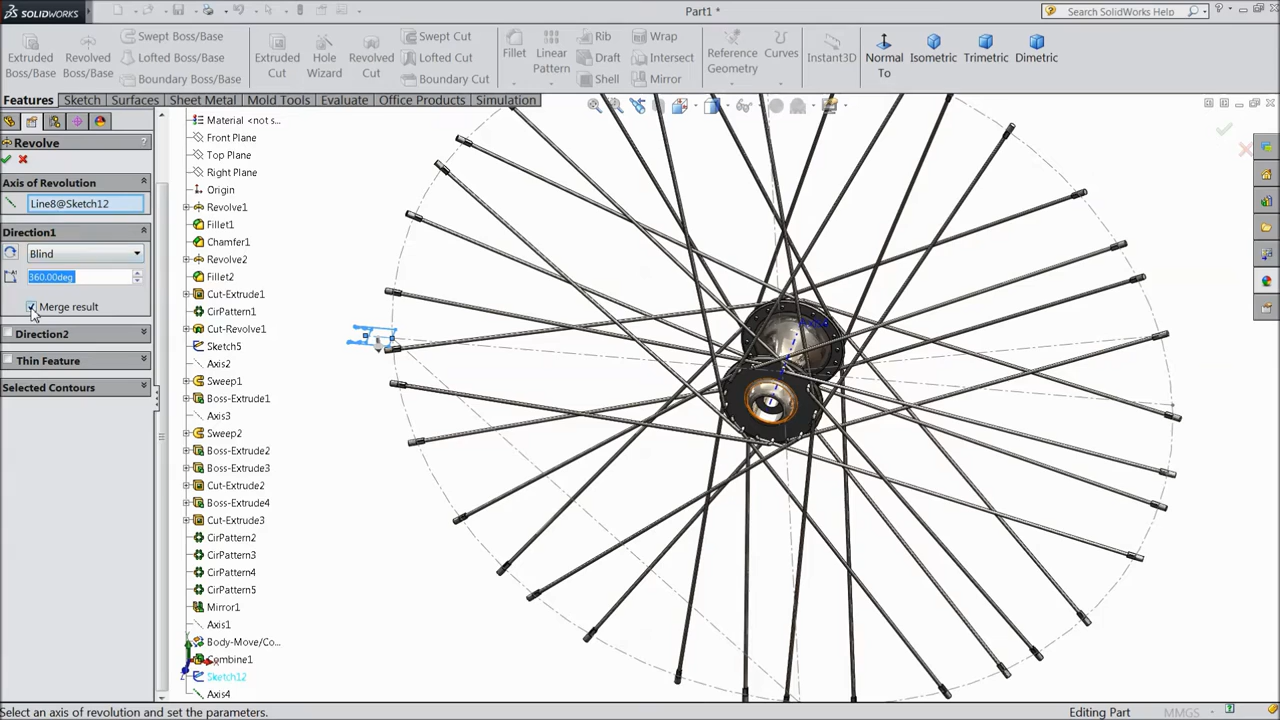 SOLIDWORKS
Part1 *
Search SolidWorks Help
Extruded Boss/Base
Revolved Boss/Base
Swept Boss/Base
Lofted Boss/Base
Boundary Boss/Base
Extruded Cut
Hole Wizard
Revolved Cut
Swept Cut
Lofted Cut
Boundary Cut
Fillet
Linear Pattern
Rib
Draft
Shell
Wrap
Intersect
Mirror
Reference Geometry
Curves
Instant3D
Normal To
Isometric
Trimetric
Dimetric
Features
Sketch
Surfaces
Sheet Metal
Mold Tools
Evaluate
Office Products
Simulation
Revolve
?
Axis of Revolution
Line8@Sketch12
Direction1
Blind
360.00deg
Merge result
Direction2
Thin Feature
Selected Contours
Material <not s...
Front Plane
Top Plane
Right Plane
Origin
Revolve1
Fillet1
Chamfer1
Revolve2
Fillet2
Cut-Extrude1
CirPattern1
Cut-Revolve1
Sketch5
Axis2
Sweep1
Boss-Extrude1
Axis3
Sweep2
Boss-Extrude2
Boss-Extrude3
Cut-Extrude2
Boss-Extrude4
Cut-Extrude3
CirPattern2
CirPattern3
CirPattern4
CirPattern5
Mirror1
Axis1
Body-Move/Co...
Combine1
Sketch12
Axis4
Select an axis of revolution and set the parameters.
Editing Part
MMGS